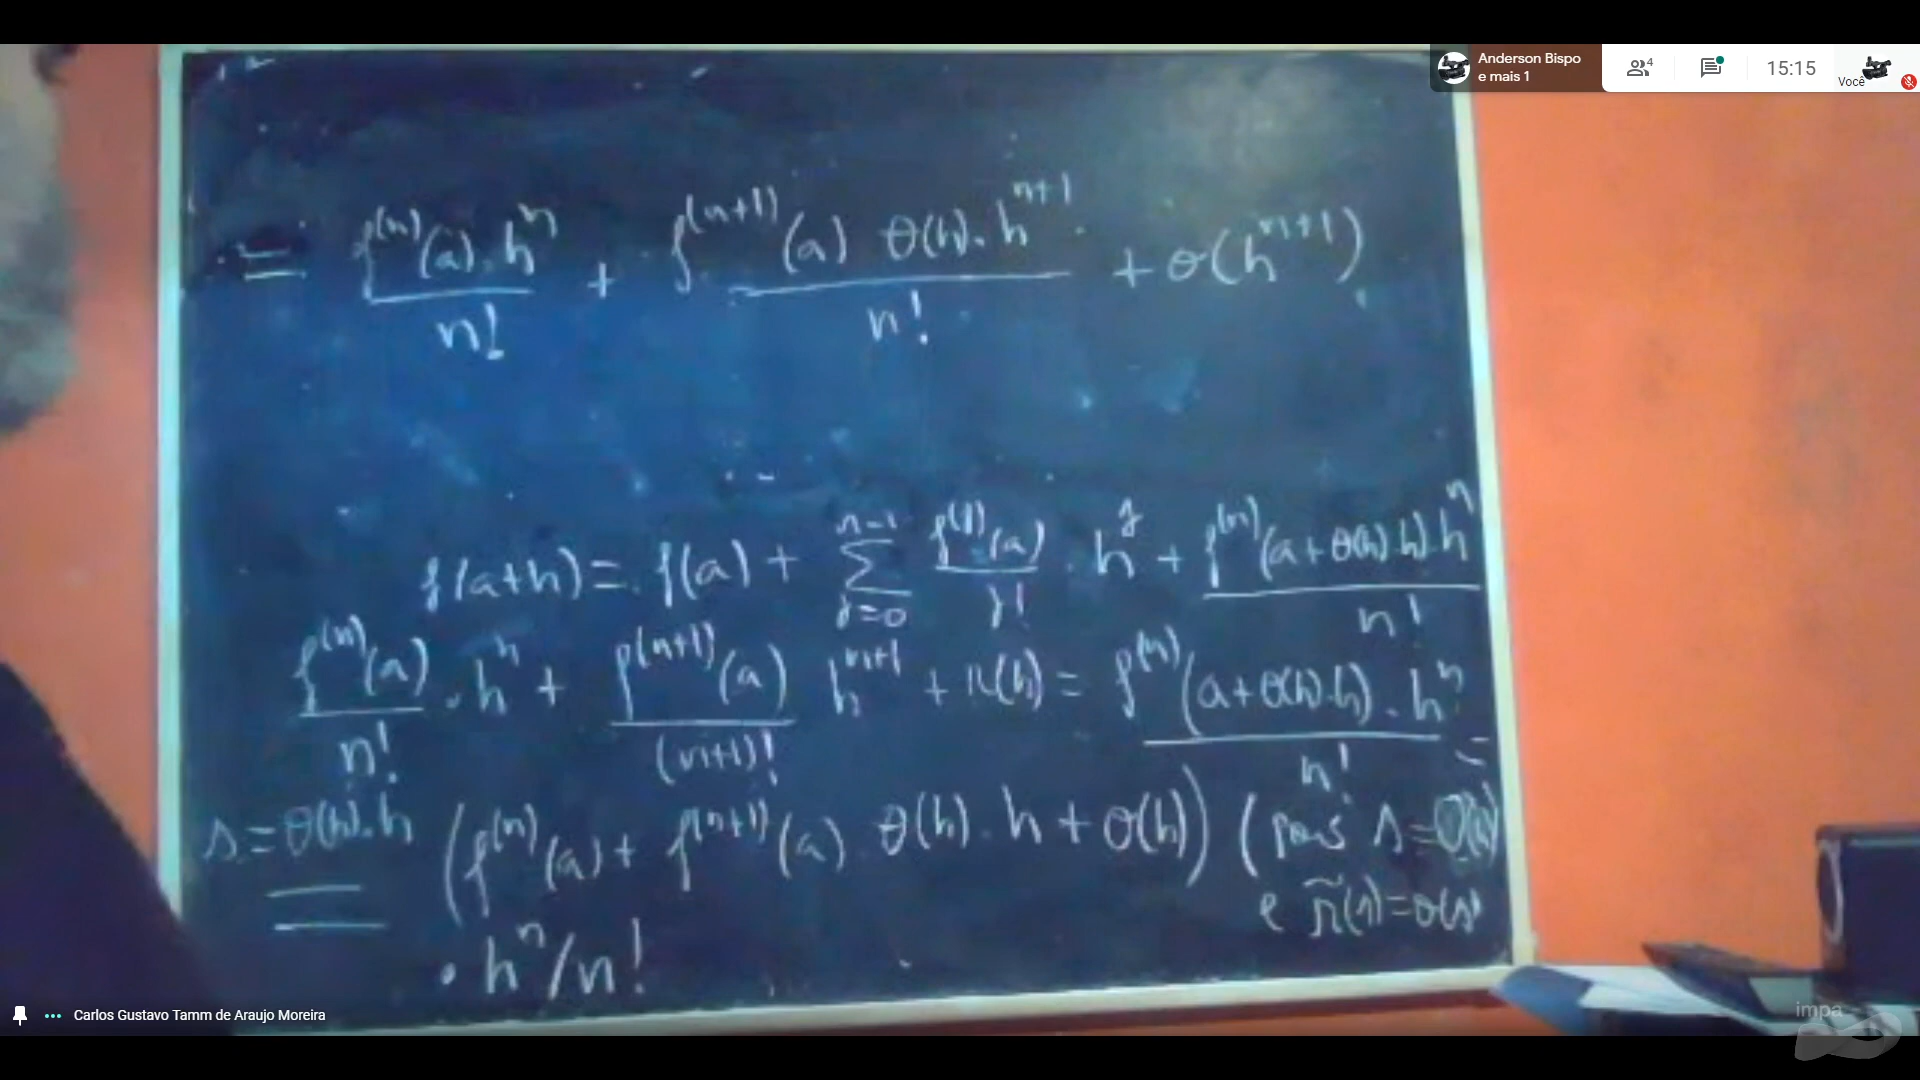 Anderson Bispo
e mais 1
4
15:15
Você
= f^(n)(a).h^n / n! + f^(n+1)(a) θ(h).h^(n+1) / n! + o(h^(n+1))
f(a+h) = f(a) + Σ_{j=0}^{n-1} f^(j)(a)/j! . h^j + f^(n)(a+θ(h).h).h^n / n!
f^(n)(a)/n! . h^n + f^(n+1)(a)/(n+1)! h^(n+1) + r(h) = f^(n)(a+θ(h).h).h^n / n! =
s=θ(h).h = (f^(n)(a) + f^(n+1)(a) θ(h).h + o(h)) (pois s=O(h)
e r̃(s)=o(s)
. h^n/n!
Carlos Gustavo Tamm de Araujo Moreira
impa